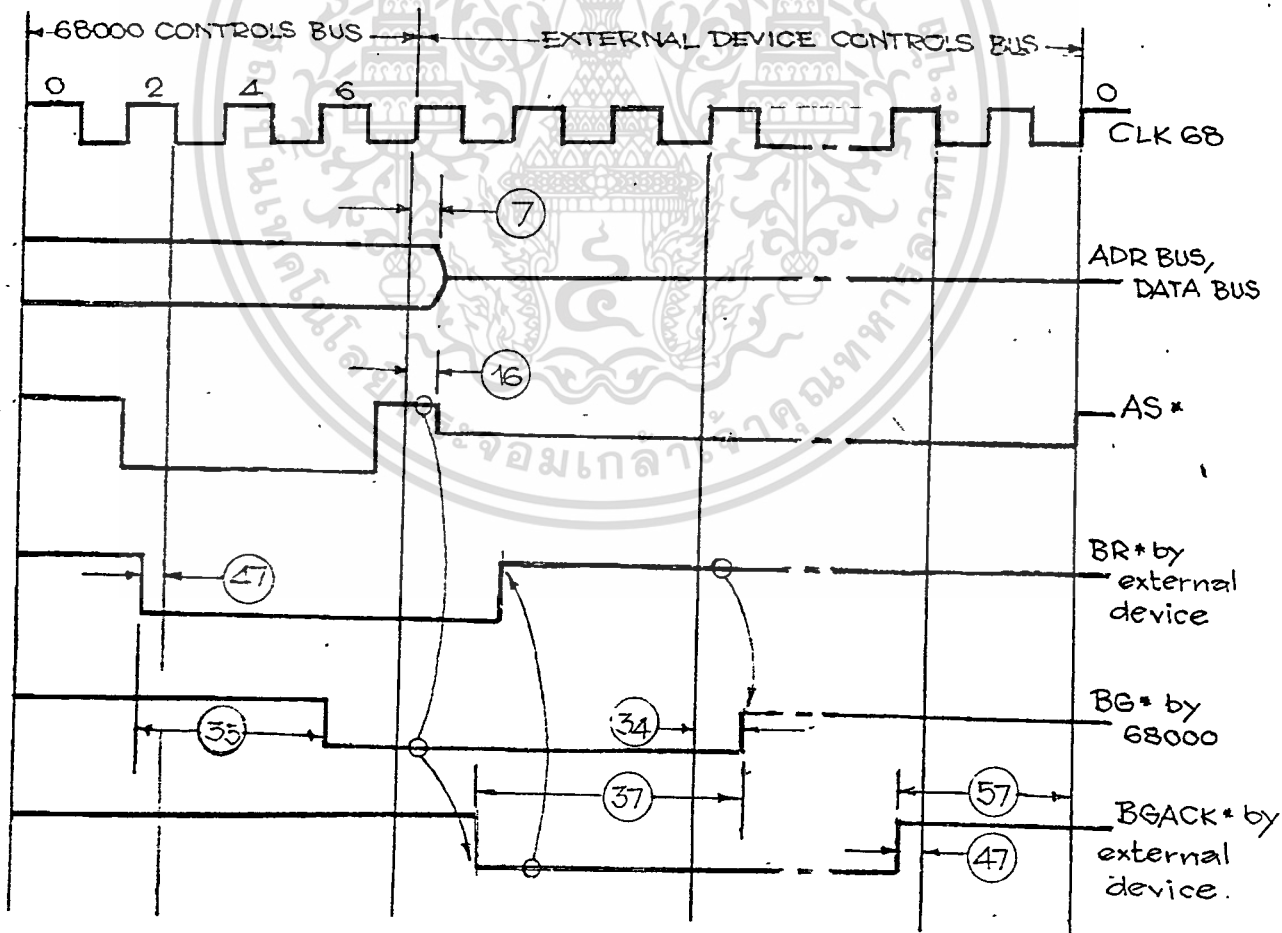 68000 CONTROLS BUS
EXTERNAL DEVICE CONTROLS BUS
0 2 4 6 0
CLK 68
7
ADR BUS,
DATA BUS
16
AS*
BR* by
external
device
47
BG* by
68000
35
34
37
57
BGACK* by
external
device.
47